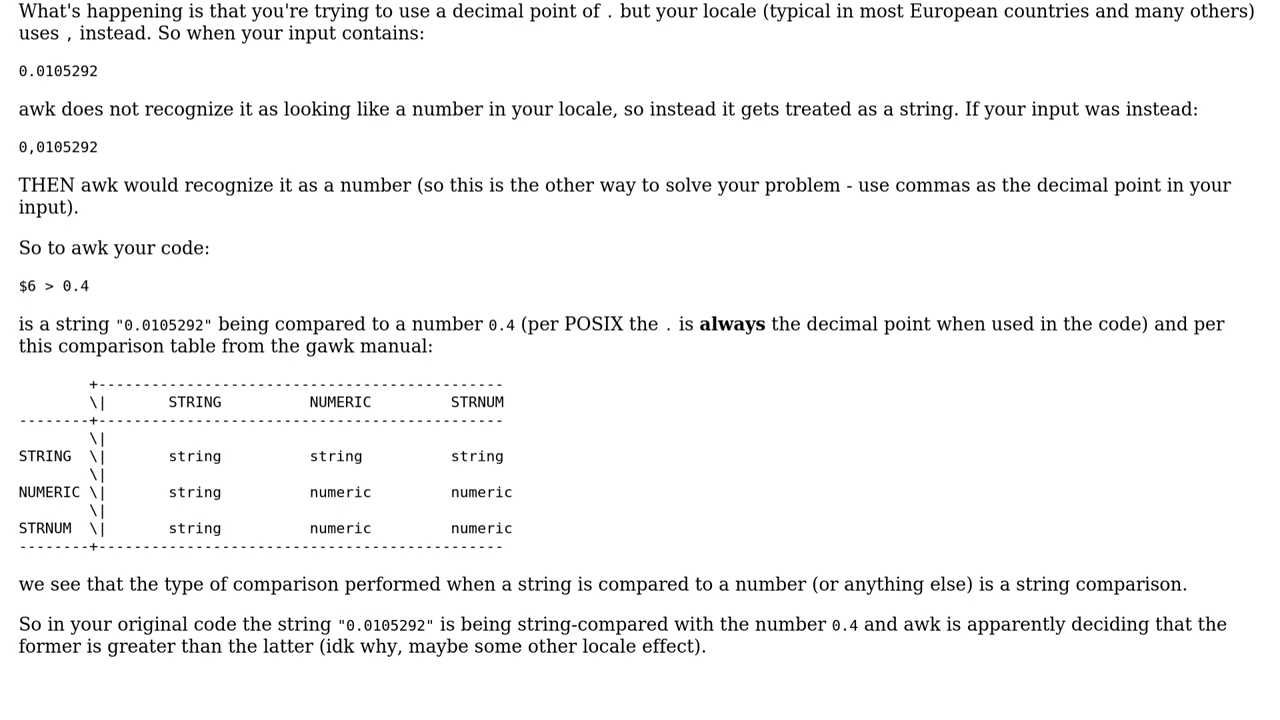 What's happening is that you're trying to use a decimal point of . but your locale (typical in most European countries and many others)
uses , instead. So when your input contains:
0.0105292
awk does not recognize it as looking like a number in your locale, so instead it gets treated as a string. If your input was instead:
0,0105292
THEN awk would recognize it as a number (so this is the other way to solve your problem - use commas as the decimal point in your
input).
So to awk your code:
$6 > 0.4
is a string "0.0105292" being compared to a number 0.4 (per POSIX the . is always the decimal point when used in the code) and per
this comparison table from the gawk manual:
        +----------------------------------------------
        \|       STRING          NUMERIC         STRNUM
--------+----------------------------------------------
        \|
STRING  \|       string          string          string
        \|
NUMERIC \|       string          numeric         numeric
        \|
STRNUM  \|       string          numeric         numeric
--------+----------------------------------------------
we see that the type of comparison performed when a string is compared to a number (or anything else) is a string comparison.
So in your original code the string "0.0105292" is being string-compared with the number 0.4 and awk is apparently deciding that the
former is greater than the latter (idk why, maybe some other locale effect).